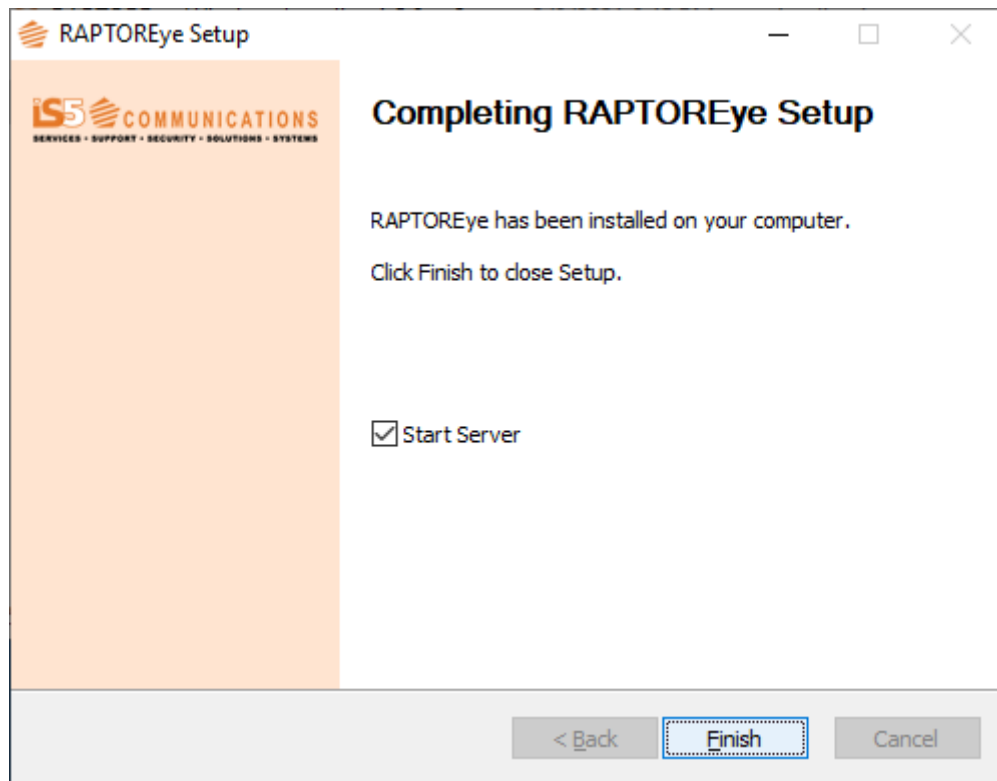 RAPTOREye Setup
iS5 COMMUNICATIONS
SERVICES • SUPPORT • SECURITY • SOLUTIONS • SYSTEMS
Completing RAPTOREye Setup
RAPTOREye has been installed on your computer.
Click Finish to close Setup.
Start Server
< Back
Finish
Cancel